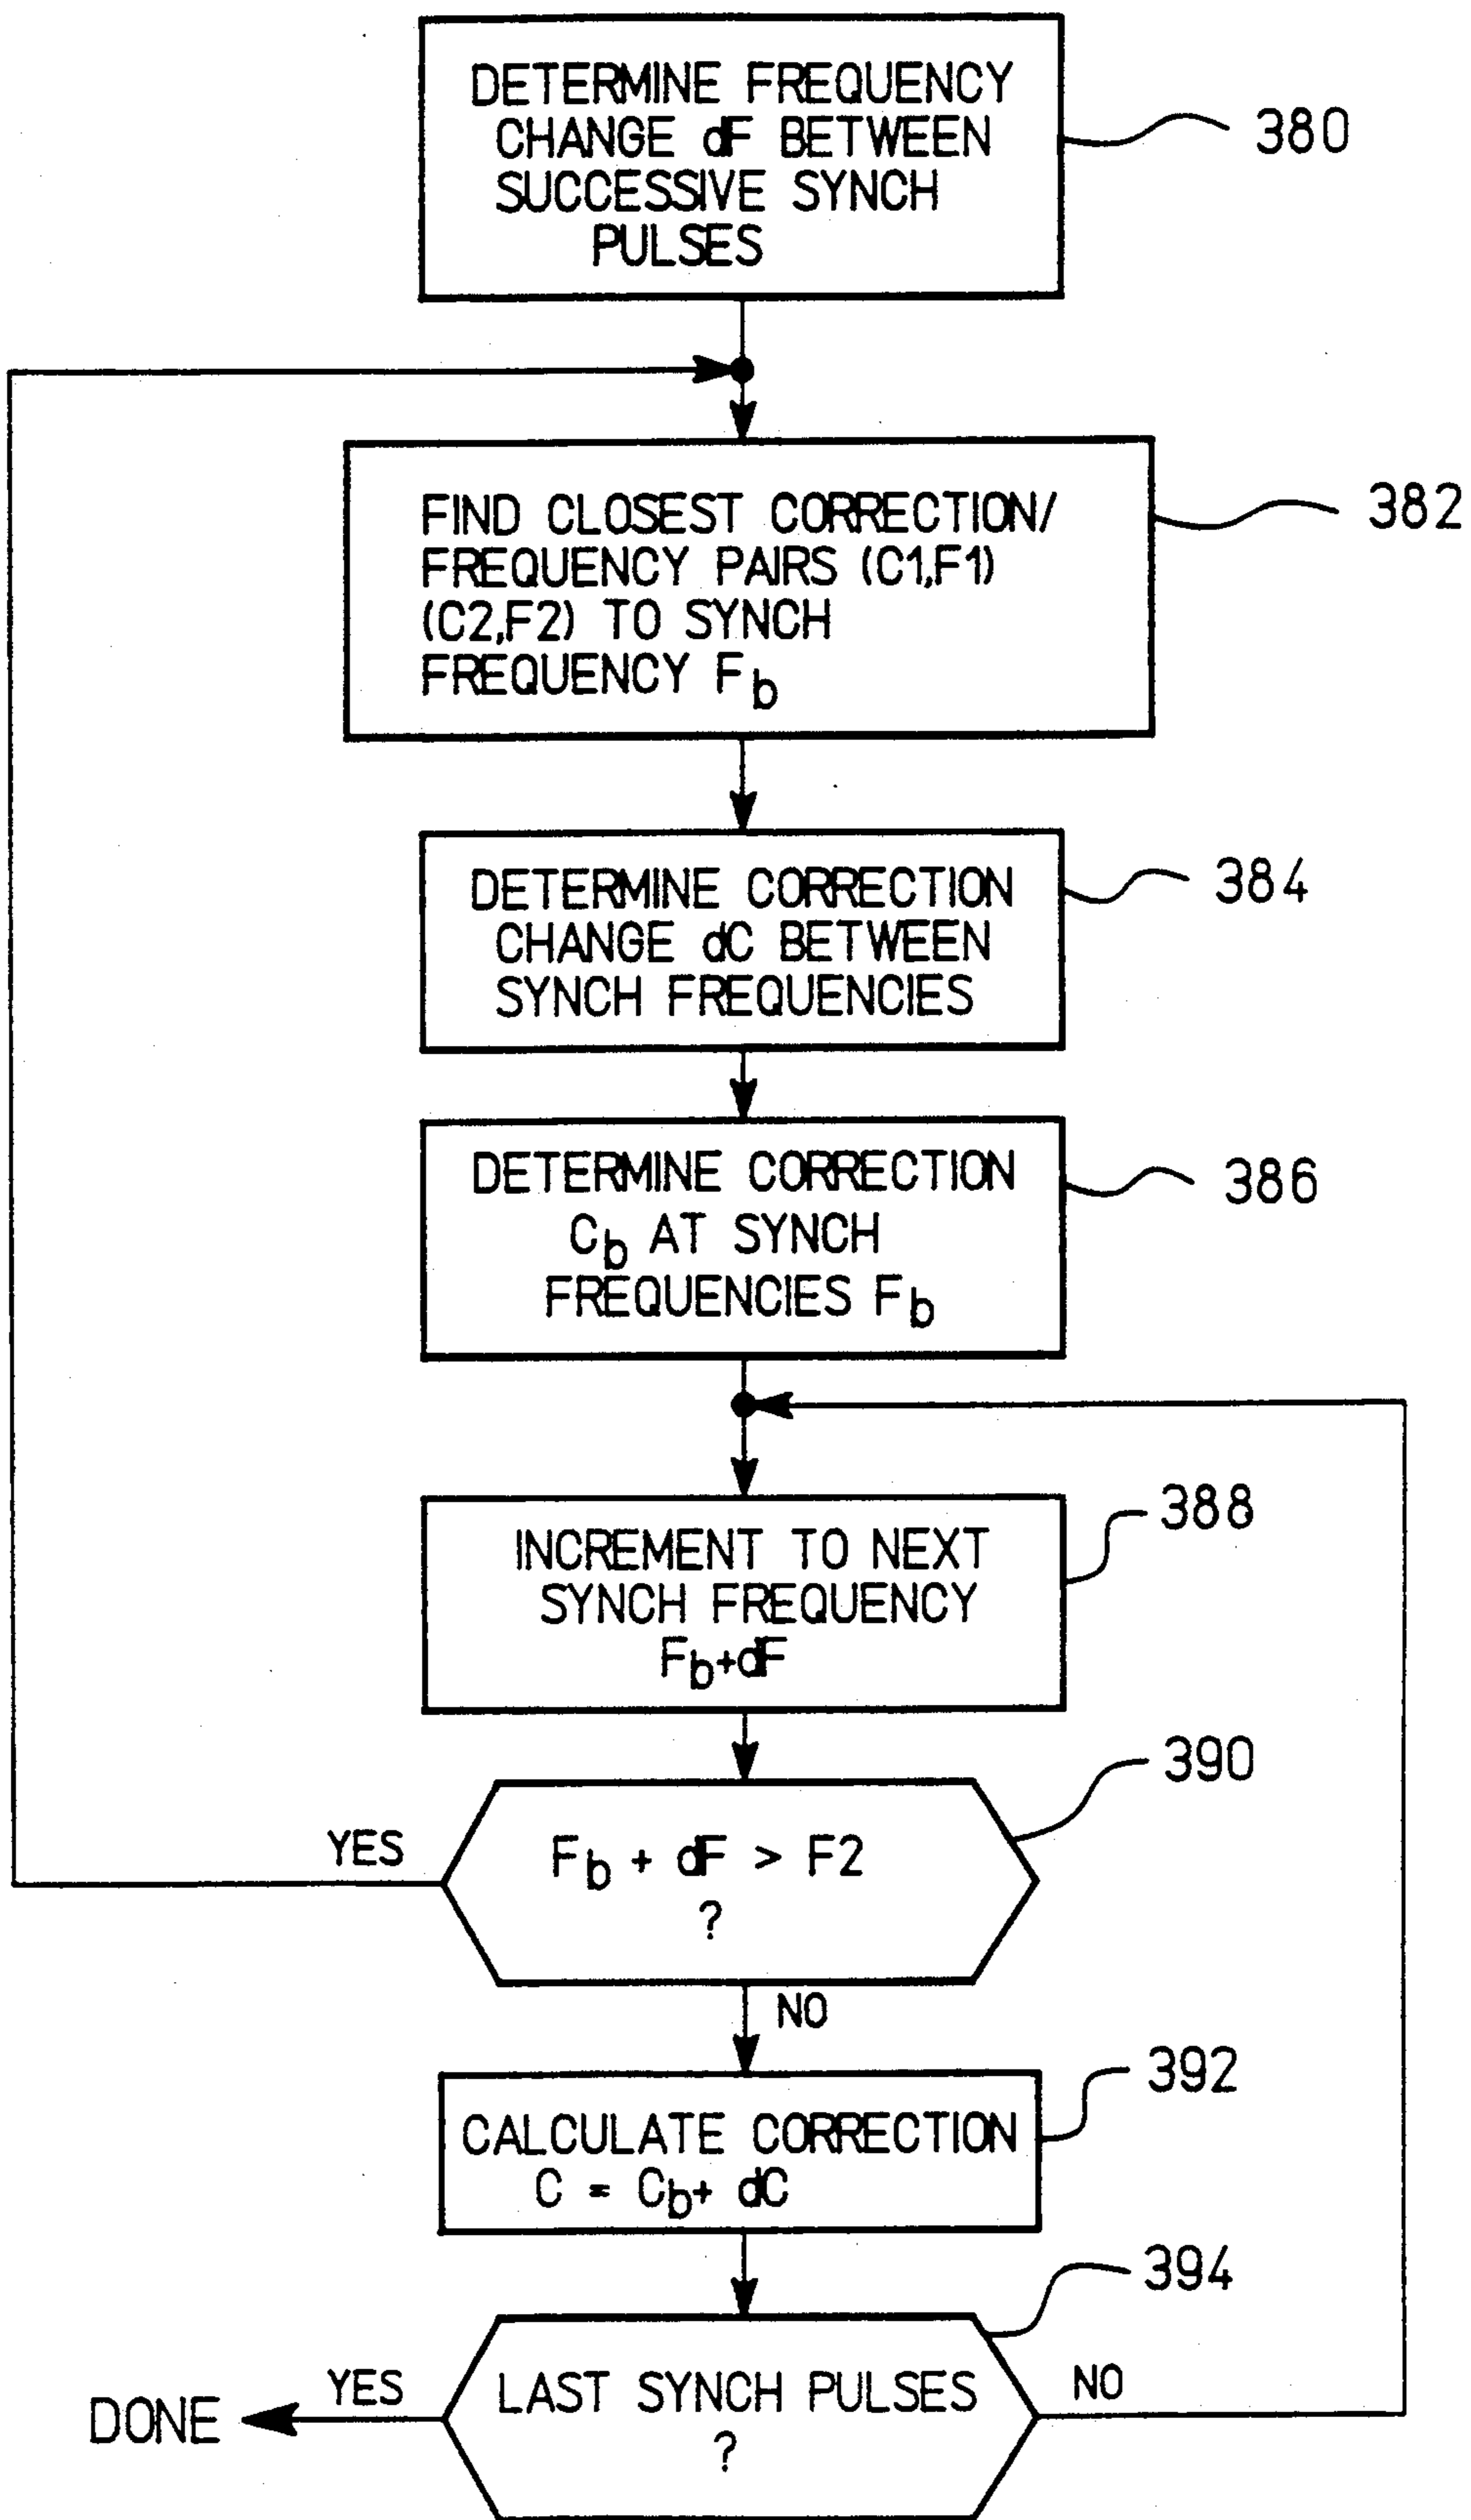 DETERMINE FREQUENCY
CHANGE dF BETWEEN
SUCCESSIVE SYNCH
PULSES
380
FIND CLOSEST CORRECTION/
FREQUENCY PAIRS (C1,F1)
(C2,F2) TO SYNCH
FREQUENCY Fb
382
DETERMINE CORRECTION
CHANGE dC BETWEEN
SYNCH FREQUENCIES
384
DETERMINE CORRECTION
Cb AT SYNCH
FREQUENCIES Fb
386
INCREMENT TO NEXT
SYNCH FREQUENCY
Fb+dF
388
390
YES
Fb + dF > F2
?
NO
392
CALCULATE CORRECTION
C = Cb+ dC
394
YES
LAST SYNCH PULSES
?
NO
DONE